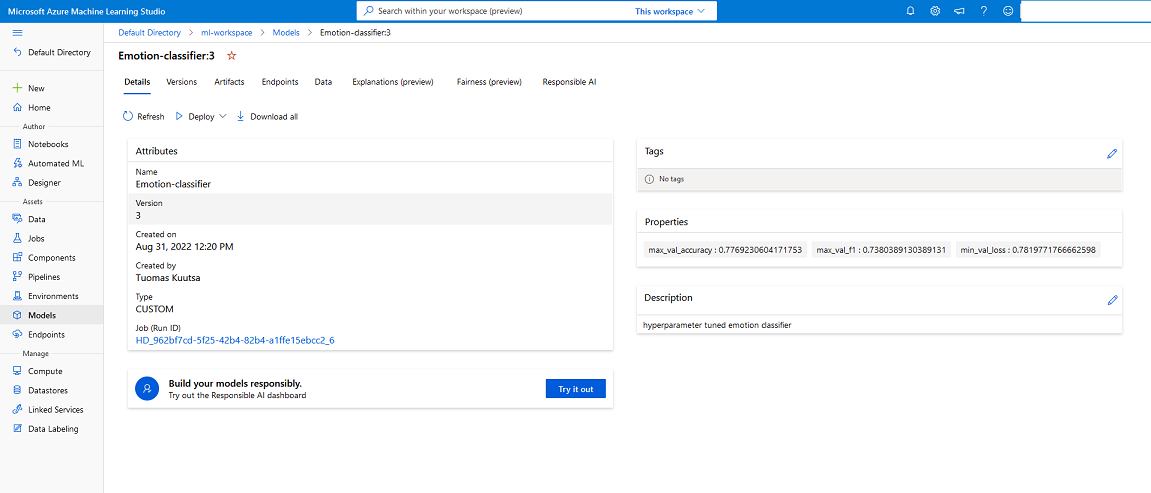 Microsoft Azure Machine Learning Studio
Search within your workspace (preview)
This workspace
Default Directory
New
Home
Author
Notebooks
Automated ML
Designer
Assets
Data
Jobs
Components
Pipelines
Environments
Models
Endpoints
Manage
Compute
Datastores
Linked Services
Data Labeling
Default Directory > ml-workspace > Models > Emotion-classifier:3
Emotion-classifier:3
Details Versions Artifacts Endpoints Data Explanations (preview) Fairness (preview) Responsible AI
Refresh Deploy Download all
Attributes
Name
Emotion-classifier
Version
3
Created on
Aug 31, 2022 12:20 PM
Created by
Tuomas Kuutsa
Type
CUSTOM
Job (Run ID)
HD_962bf7cd-5f25-42b4-82b4-a1ffe15ebcc2_6
Build your models responsibly.
Try out the Responsible AI dashboard
Try it out
Tags
No tags
Properties
max_val_accuracy : 0.7769230604171753 max_val_f1 : 0.7380389130389131 min_val_loss : 0.7819771766662598
Description
hyperparameter tuned emotion classifier